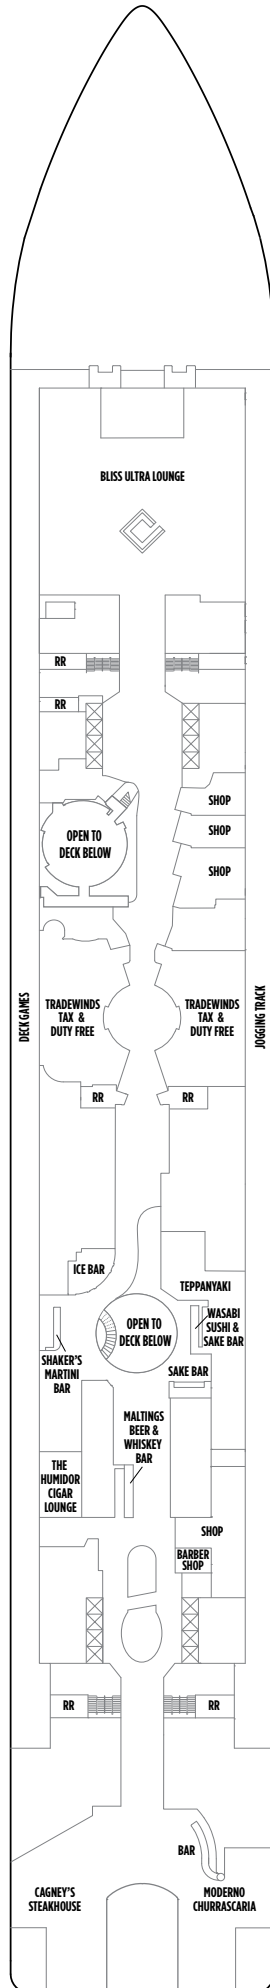 BLISS ULTRA LOUNGE
RR
RR
SHOP
SHOP
SHOP
OPEN TO
DECK BELOW
DECK GAMES
TRADEWINDS
TAX &
DUTY FREE
TRADEWINDS
TAX &
DUTY FREE
JOGGING TRACK
RR
RR
ICE BAR
TEPPANYAKI
OPEN TO
DECK BELOW
WASABI
SUSHI &
SAKE BAR
SHAKER'S
MARTINI
BAR
SAKE BAR
MALTINGS
BEER &
WHISKEY
BAR
THE
HUMIDOR
CIGAR
LOUNGE
SHOP
BARBER
SHOP
RR
RR
BAR
CAGNEY'S
STEAKHOUSE
MODERNO
CHURRASCARIA